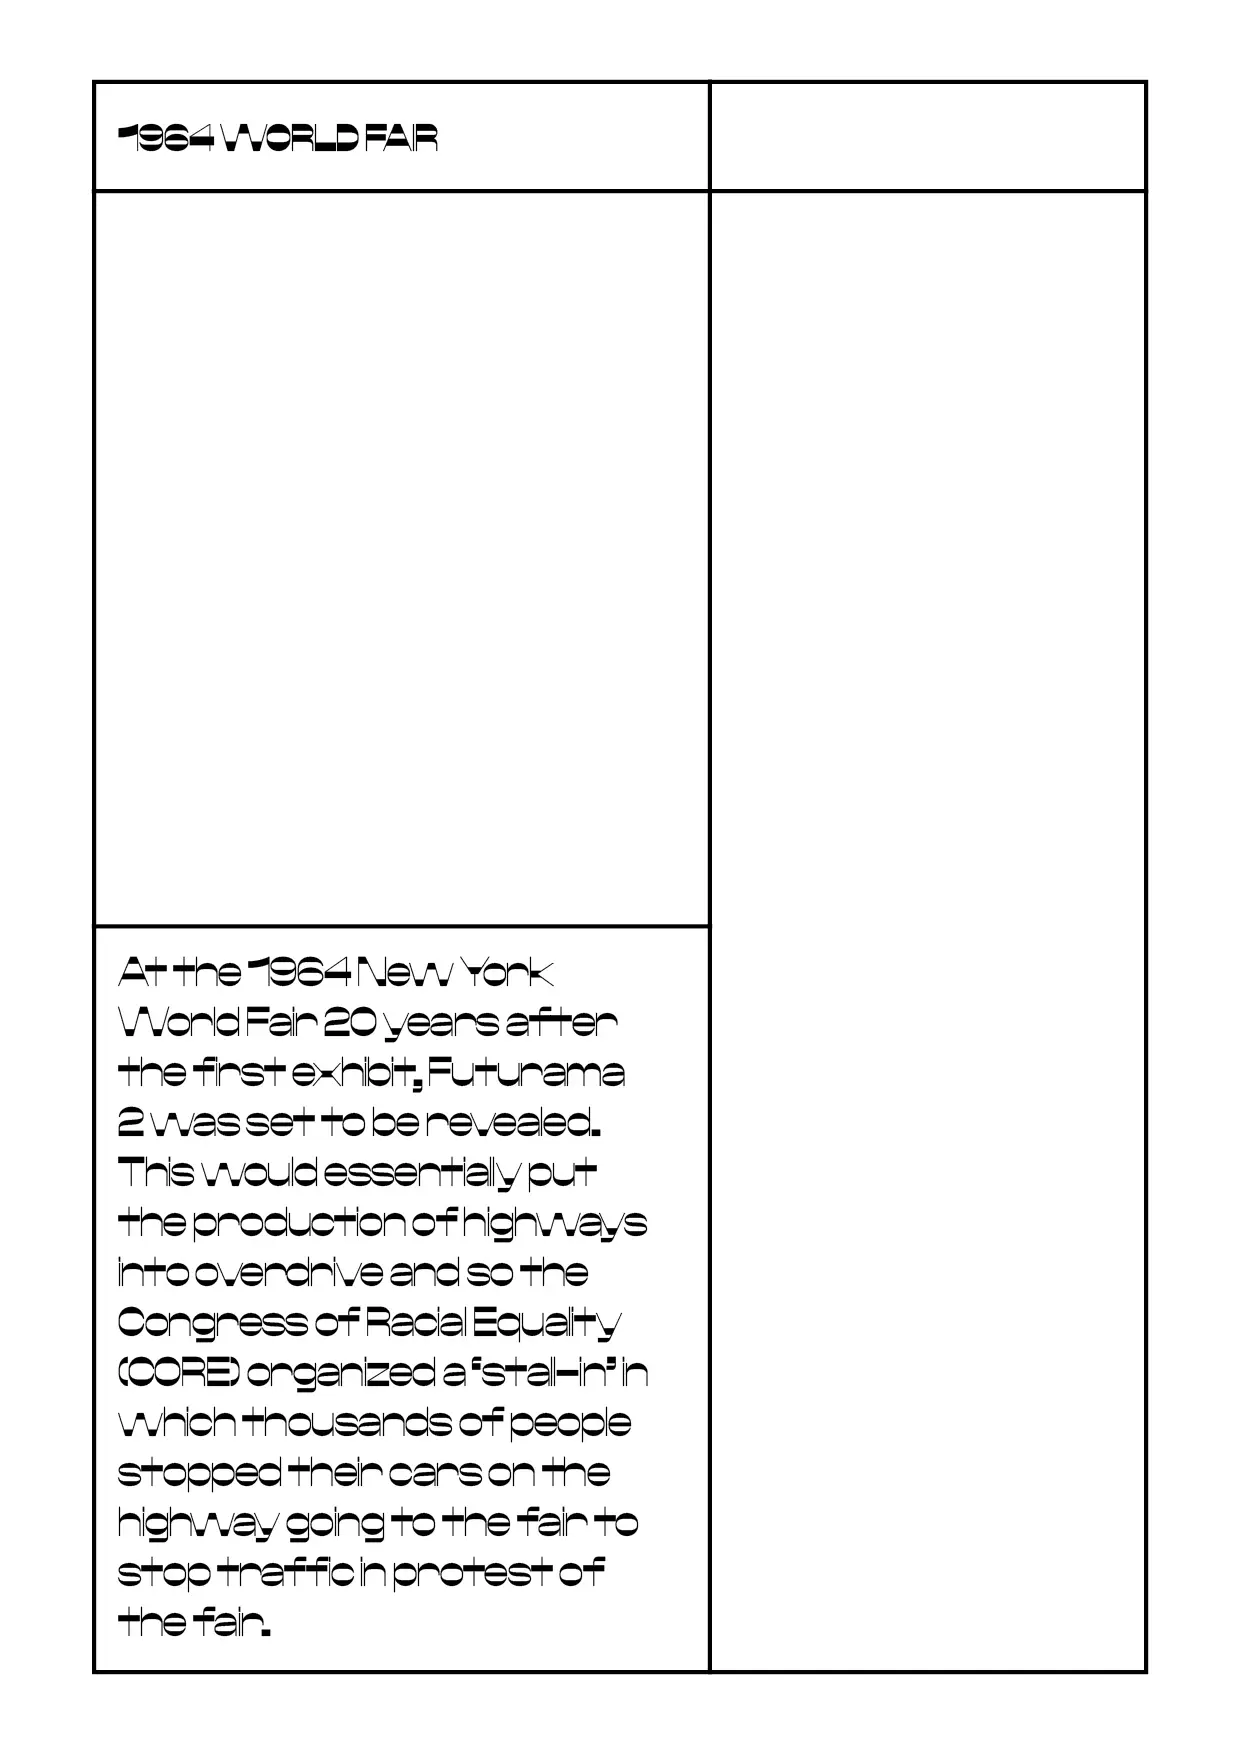 1964 WORLD FAIR
At the 1964 New York
World Fair 20 years after
the first exhibit, Futurama
2 was set to be revealed.
This would essentially put
the production of highways
into overdrive and so the
Congress of Racial Equality
(CORE) organized a ‘stall-in’ in
which thousands of people
stopped their cars on the
highway going to the fair to
stop traffic in protest of
the fair.